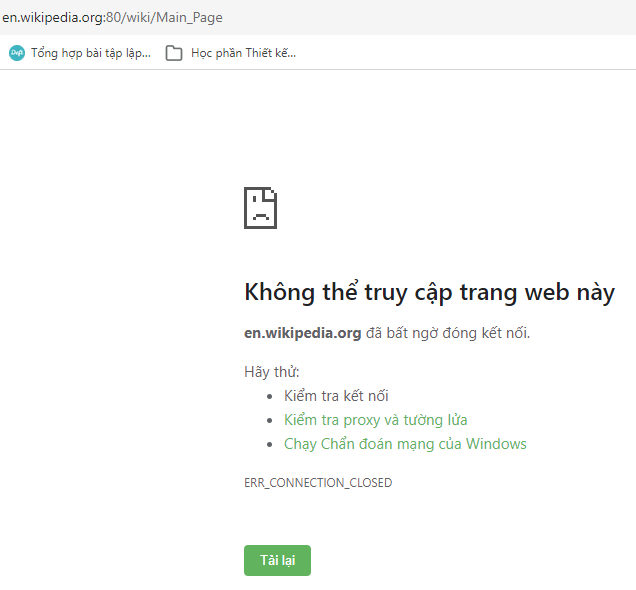 en.wikipedia.org:80/wiki/Main_Page
Tổng hợp bài tập lập... Học phần Thiết kế...
Không thể truy cập trang web này
en.wikipedia.org đã bất ngờ đóng kết nối.
Hãy thử:
Kiểm tra kết nối
Kiểm tra proxy và tường lửa
Chạy Chẩn đoán mạng của Windows
ERR_CONNECTION_CLOSED
Tải lại